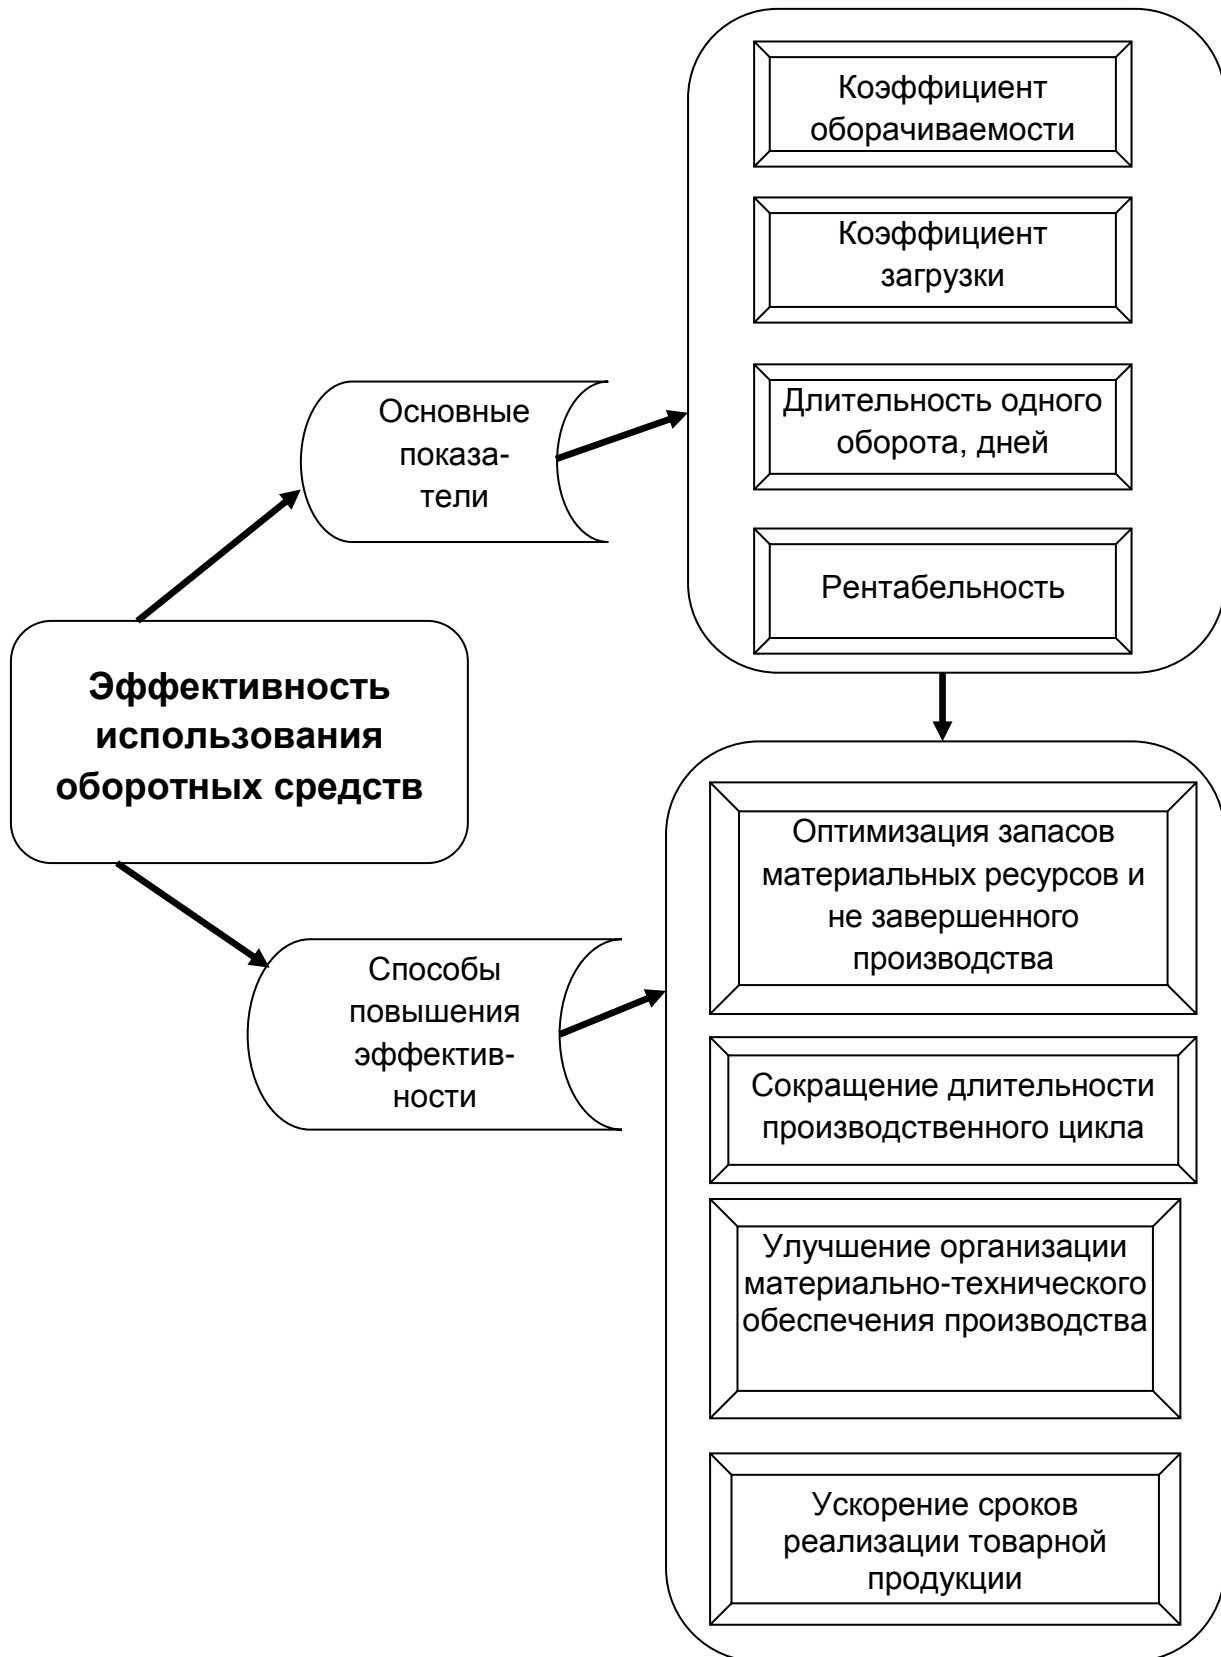 Коэффициент
оборачиваемости
Коэффициент
загрузки
Длительность одного
оборота, дней
Рентабельность
Основные
показа-
тели
Эффективность
использования
оборотных средств
Способы
повышения
эффектив-
ности
Оптимизация запасов
материальных ресурсов и
не завершенного
производства
Сокращение длительности
производственного цикла
Улучшение организации
материально-технического
обеспечения производства
Ускорение сроков
реализации товарной
продукции